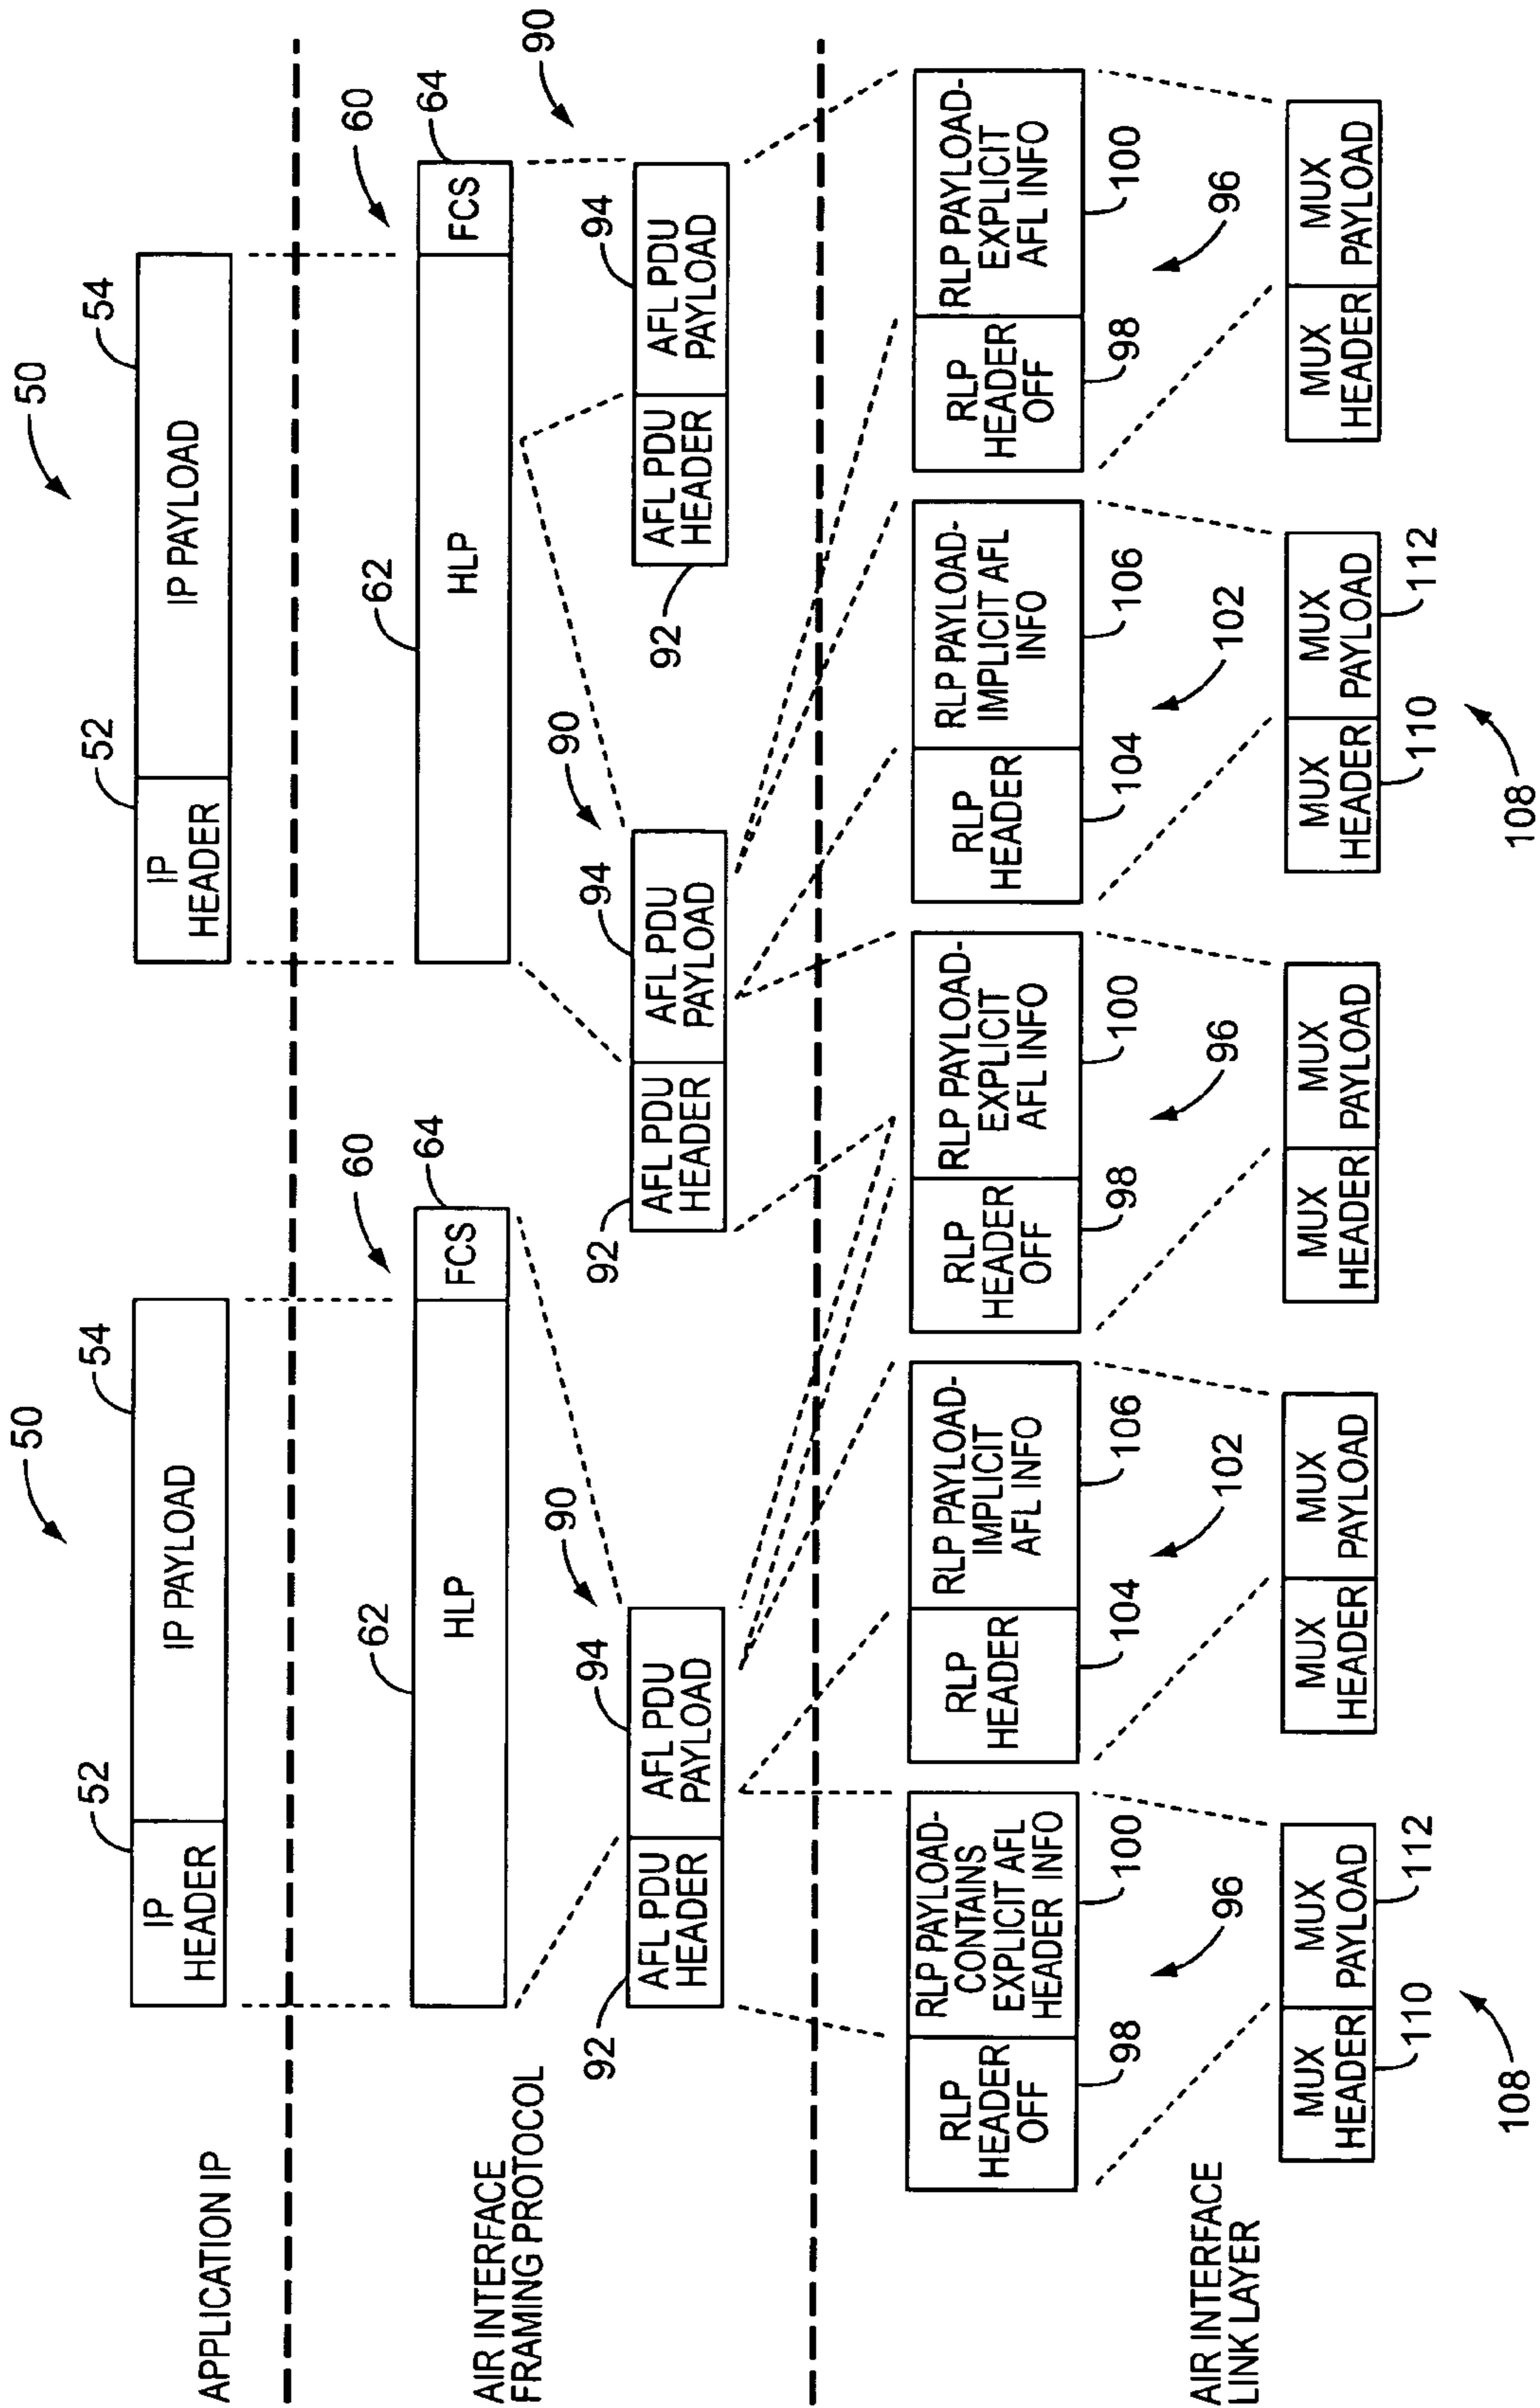 APPLICATION IP
50
52
54
IP
HEADER
IP PAYLOAD
50
52
54
IP
HEADER
IP PAYLOAD
AIR INTERFACE
FRAMING PROTOCOL
62
60
64
HLP
FCS
62
60
64
HLP
FCS
92
94
90
AFL PDU
HEADER
AFL PDU
PAYLOAD
92
94
90
AFL PDU
HEADER
AFL PDU
PAYLOAD
92
94
90
AFL PDU
HEADER
AFL PDU
PAYLOAD
AIR INTERFACE
LINK LAYER
RLP
HEADER
OFF
RLP PAYLOAD-
CONTAINS
EXPLICIT AFL
HEADER INFO
98
100
96
RLP
HEADER
RLP PAYLOAD-
IMPLICIT
AFL INFO
104
106
102
RLP
HEADER
OFF
RLP PAYLOAD-
EXPLICIT
AFL INFO
98
100
96
RLP
HEADER
RLP PAYLOAD-
IMPLICIT AFL
INFO
104
106
102
RLP
HEADER
OFF
RLP PAYLOAD-
EXPLICIT
AFL INFO
98
100
96
MUX
HEADER
MUX
PAYLOAD
110
112
108
MUX
HEADER
MUX
PAYLOAD
MUX
HEADER
MUX
PAYLOAD
MUX
HEADER
MUX
PAYLOAD
110
112
108
MUX
HEADER
MUX
PAYLOAD